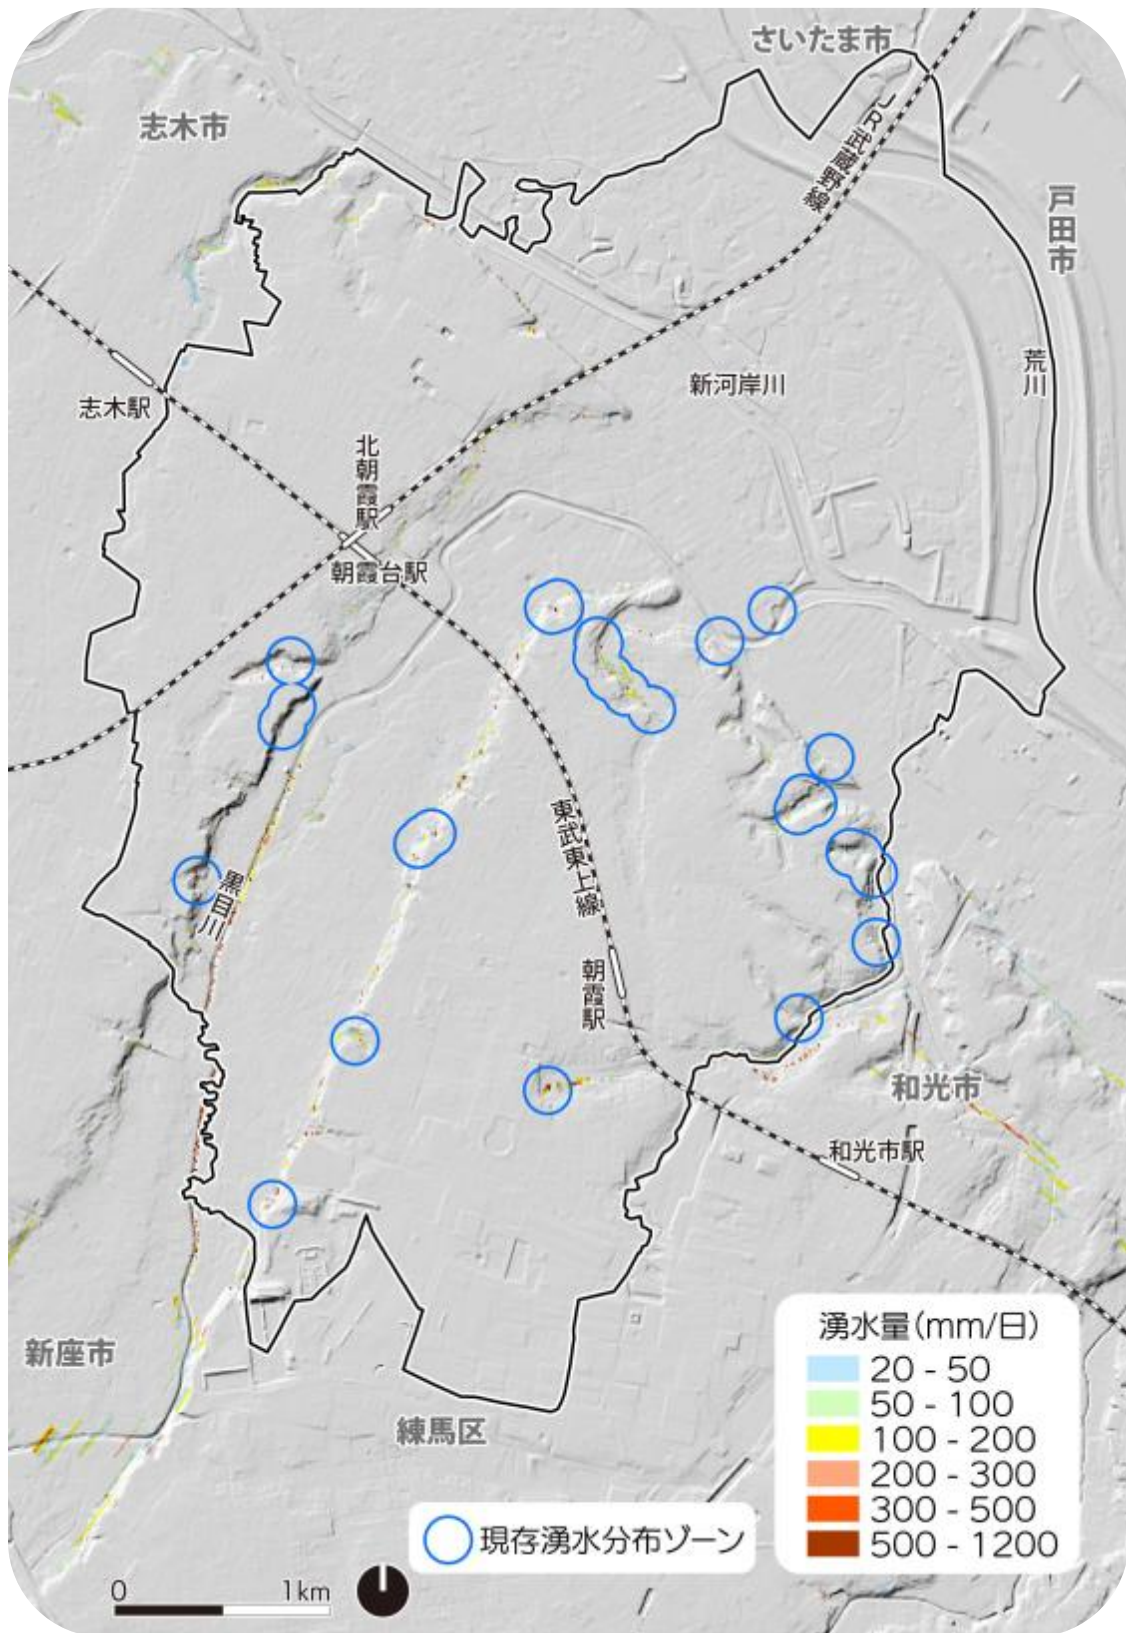 さいたま市
志木市
JR武蔵野線
戸田市
荒川
新河岸川
志木駅
北朝霞駅
朝霞台駅
東武東上線
黒目川
朝霞駅
和光市
和光市駅
新座市
練馬区
湧水量(mm/日)
20 - 50
50 - 100
100 - 200
200 - 300
300 - 500
500 - 1200
現存湧水分布ゾーン
0 1km